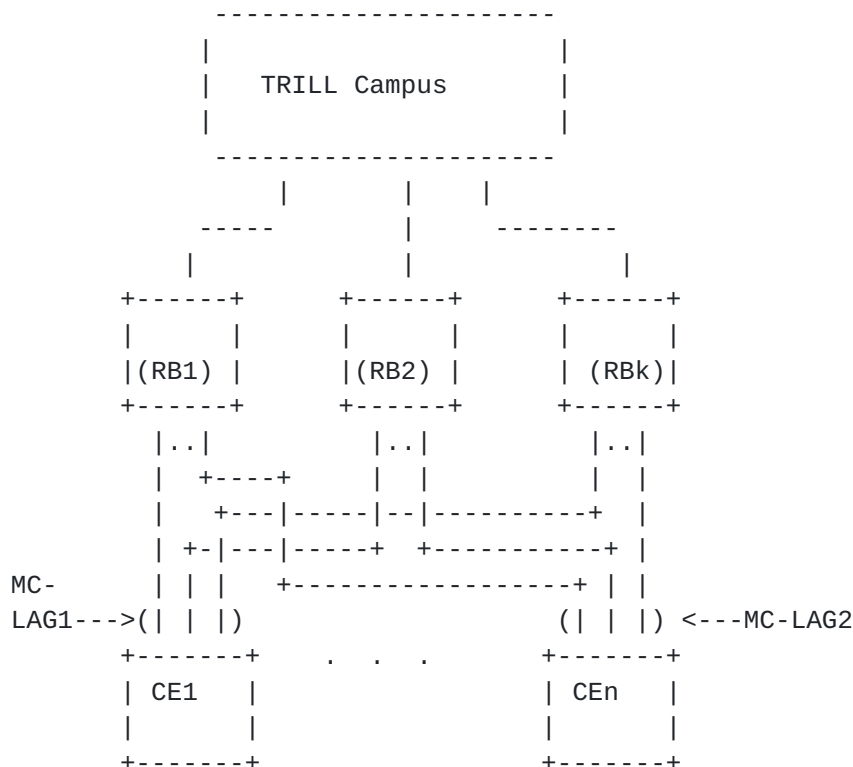 TRILL Campus
(RB1) (RB2) (RBk)
MC-
LAG1--->(| | |) (| | |) <---MC-LAG2
. . .
CE1 CEn